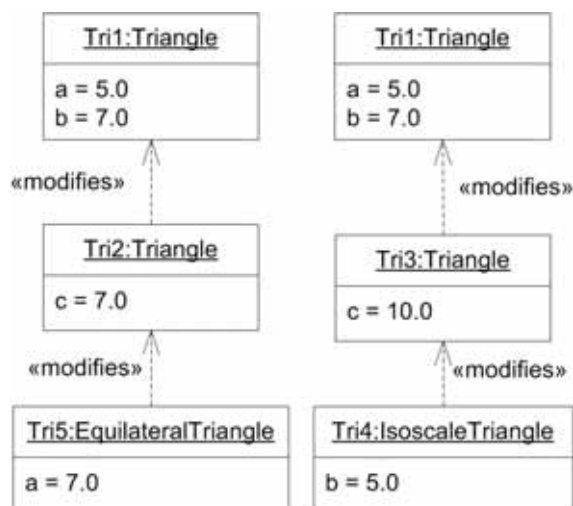 Tri1:Triangle
a = 5.0
b = 7.0
«modifies»
Tri2:Triangle
c = 7.0
«modifies»
Tri5:EquilateralTriangle
a = 7.0
Tri1:Triangle
a = 5.0
b = 7.0
«modifies»
Tri3:Triangle
c = 10.0
«modifies»
Tri4:IsoscaleTriangle
b = 5.0